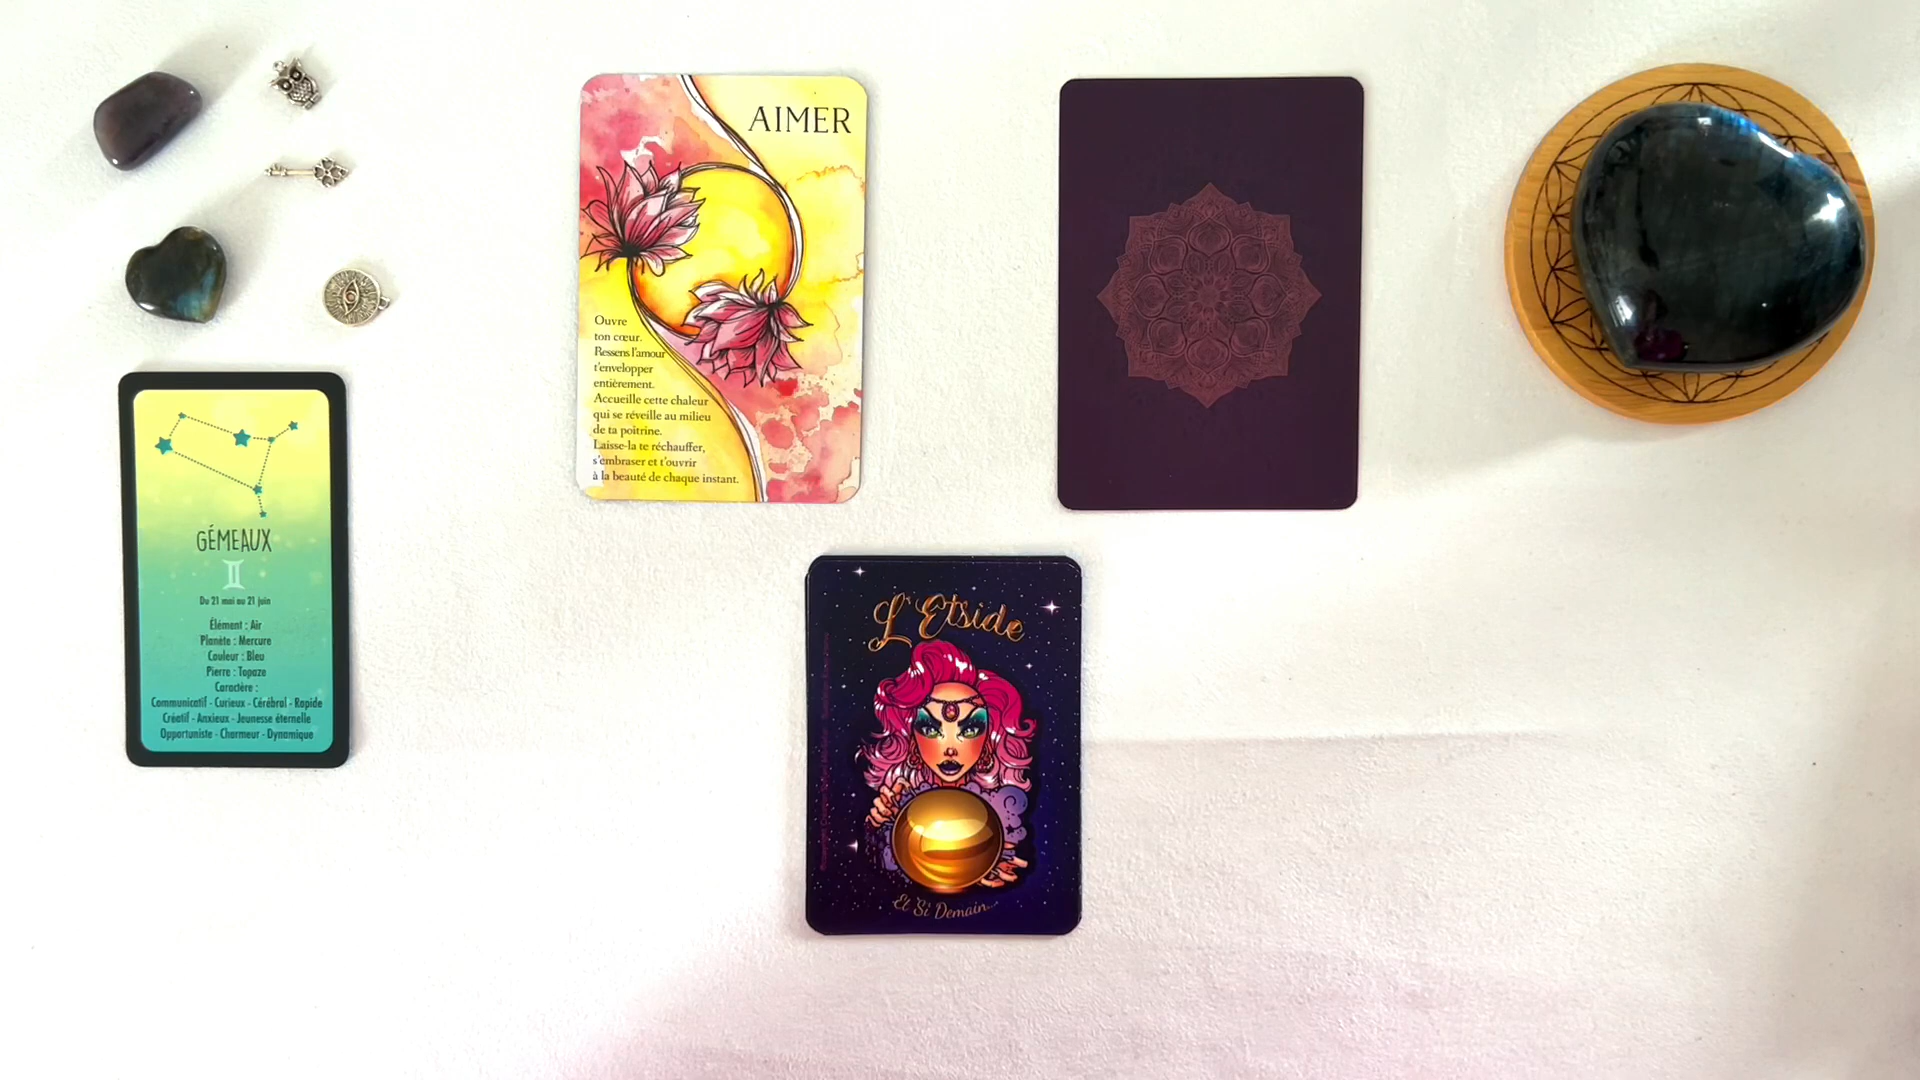 AIMER
Ouvre
ton cœur.
Ressens l'amour
t'envelopper
entièrement.
Accueille cette chaleur
qui se réveille au milieu
de ta poitrine.
Laisse-la te réchauffer,
s'embraser et t'ouvrir
à la beauté de chaque instant.
GÉMEAUX
Du 21 mai au 21 juin
Élément : Air
Planète : Mercure
Couleur : Bleu
Pierre : Topaze
Caractère :
Communicatif - Curieux - Cérébral - Rapide
Créatif - Anxieux - Jeunesse éternelle
Opportuniste - Charmeur - Dynamique
L'Etside
Et Si Demain...